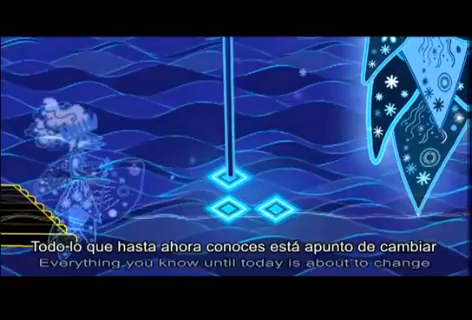 Todo-lo que hasta ahora conoces está apunto de cambiar
Everything you know until today is about to change